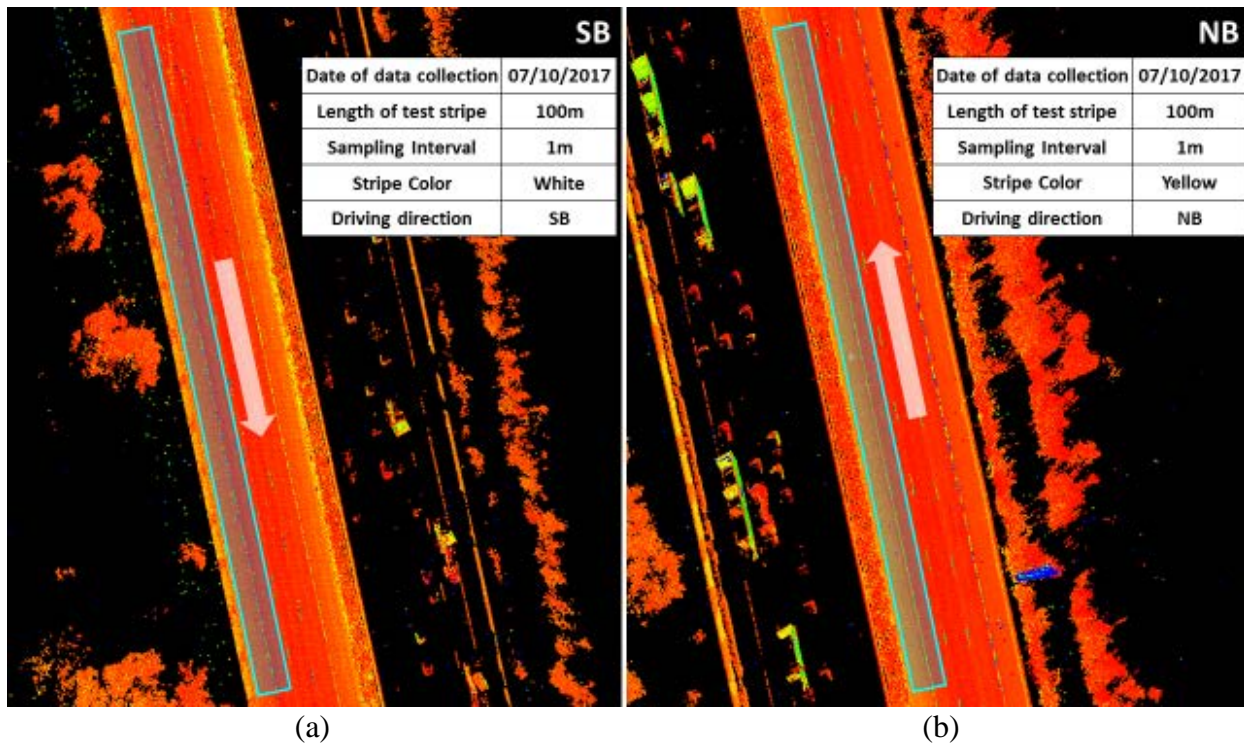 SB
Date of data collection 07/10/2017
Length of test stripe 100m
Sampling Interval 1m
Stripe Color White
Driving direction SB
NB
Date of data collection 07/10/2017
Length of test stripe 100m
Sampling Interval 1m
Stripe Color Yellow
Driving direction NB
(a)
(b)